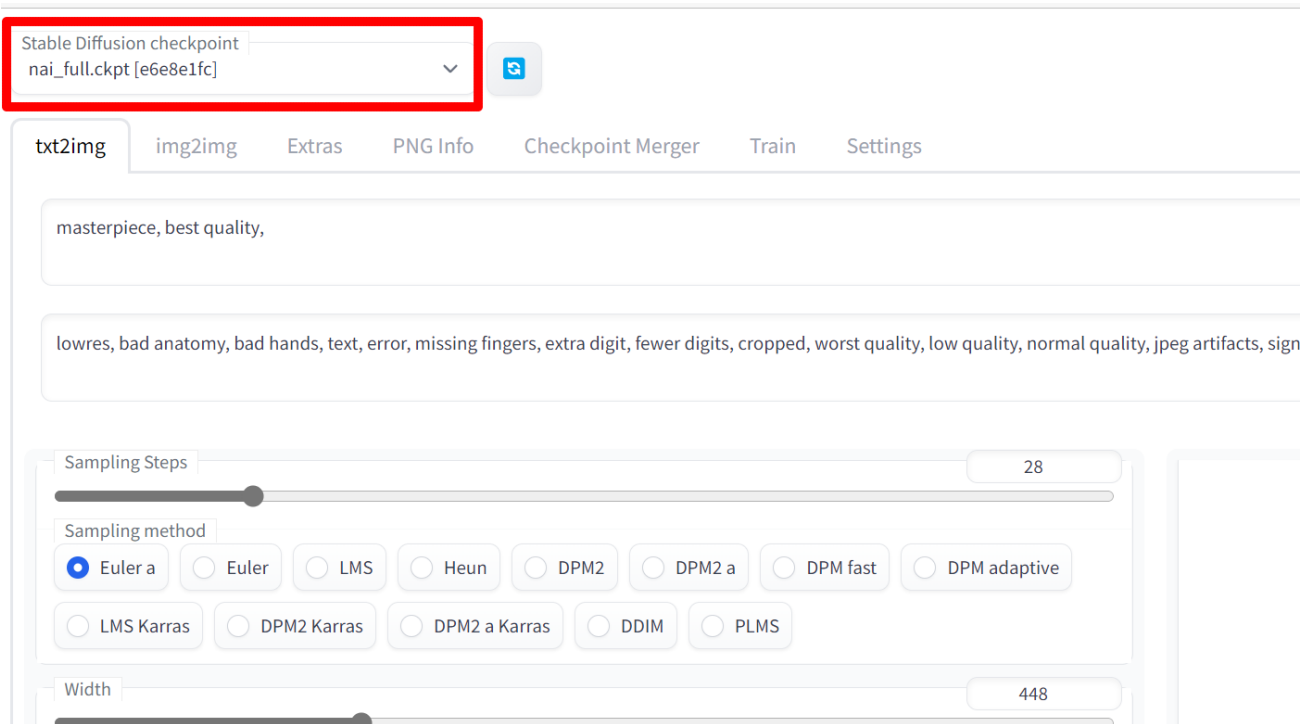 Stable Diffusion checkpoint
nai_full.ckpt [e6e8e1fc]
txt2img img2img Extras PNG Info Checkpoint Merger Train Settings
masterpiece, best quality,
lowres, bad anatomy, bad hands, text, error, missing fingers, extra digit, fewer digits, cropped, worst quality, low quality, normal quality, jpeg artifacts, sign
Sampling Steps 28
Sampling method
Euler a Euler LMS Heun DPM2 DPM2 a DPM fast DPM adaptive
LMS Karras DPM2 Karras DPM2 a Karras DDIM PLMS
Width 448